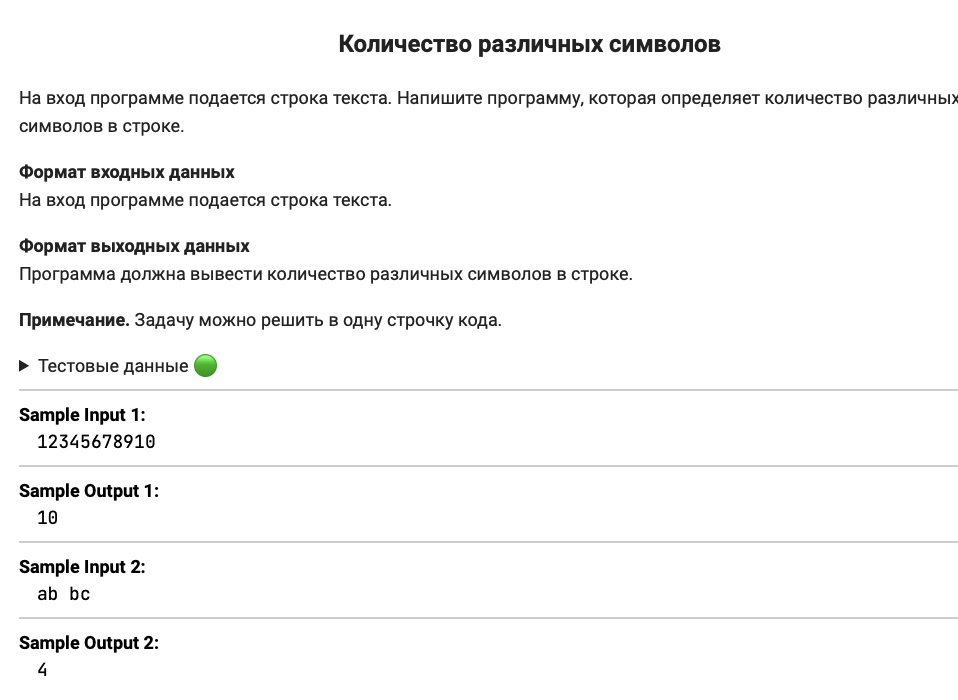 Количество различных символов
На вход программе подается строка текста. Напишите программу, которая определяет количество различных
символов в строке.
Формат входных данных
На вход программе подается строка текста.
Формат выходных данных
Программа должна вывести количество различных символов в строке.
Примечание. Задачу можно решить в одну строчку кода.
Тестовые данные
Sample Input 1:
12345678910
Sample Output 1:
10
Sample Input 2:
ab bc
Sample Output 2:
4